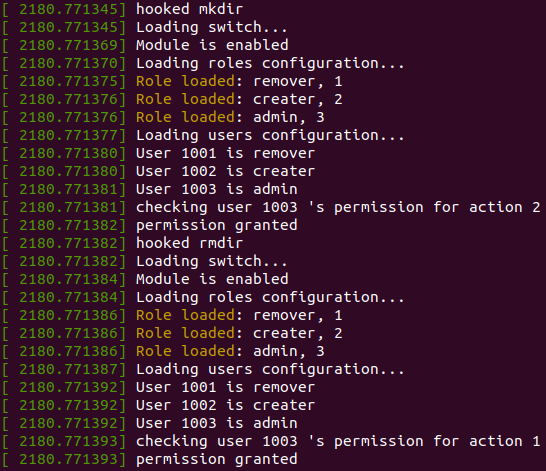 [ 2180.771345] hooked mkdir
[ 2180.771345] Loading switch...
[ 2180.771369] Module is enabled
[ 2180.771370] Loading roles configuration...
[ 2180.771375] Role loaded: remover, 1
[ 2180.771376] Role loaded: creater, 2
[ 2180.771376] Role loaded: admin, 3
[ 2180.771377] Loading users configuration...
[ 2180.771380] User 1001 is remover
[ 2180.771380] User 1002 is creater
[ 2180.771381] User 1003 is admin
[ 2180.771381] checking user 1003 's permission for action 2
[ 2180.771382] permission granted
[ 2180.771382] hooked rmdir
[ 2180.771382] Loading switch...
[ 2180.771384] Module is enabled
[ 2180.771384] Loading roles configuration...
[ 2180.771386] Role loaded: remover, 1
[ 2180.771386] Role loaded: creater, 2
[ 2180.771386] Role loaded: admin, 3
[ 2180.771387] Loading users configuration...
[ 2180.771392] User 1001 is remover
[ 2180.771392] User 1002 is creater
[ 2180.771392] User 1003 is admin
[ 2180.771393] checking user 1003 's permission for action 1
[ 2180.771393] permission granted